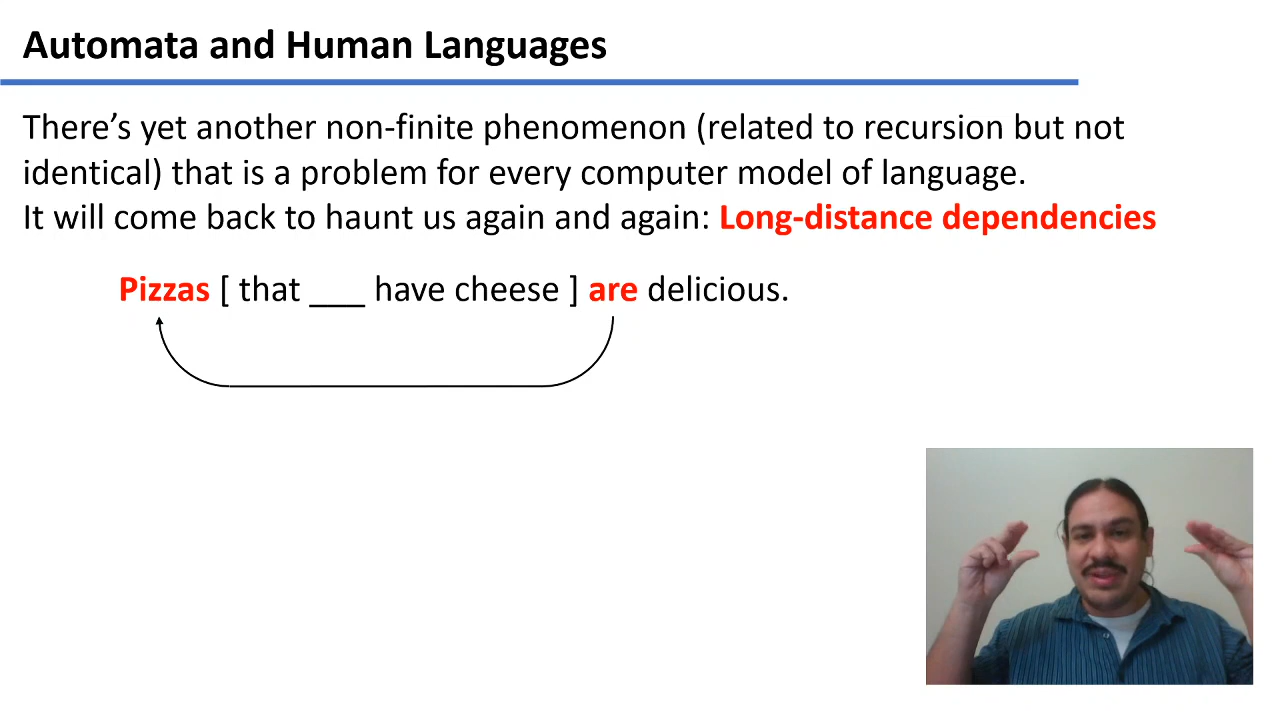 Automata and Human Languages
There’s yet another non-finite phenomenon (related to recursion but not
identical) that is a problem for every computer model of language.
It will come back to haunt us again and again: Long-distance dependencies
Pizzas [ that ___ have cheese ] are delicious.